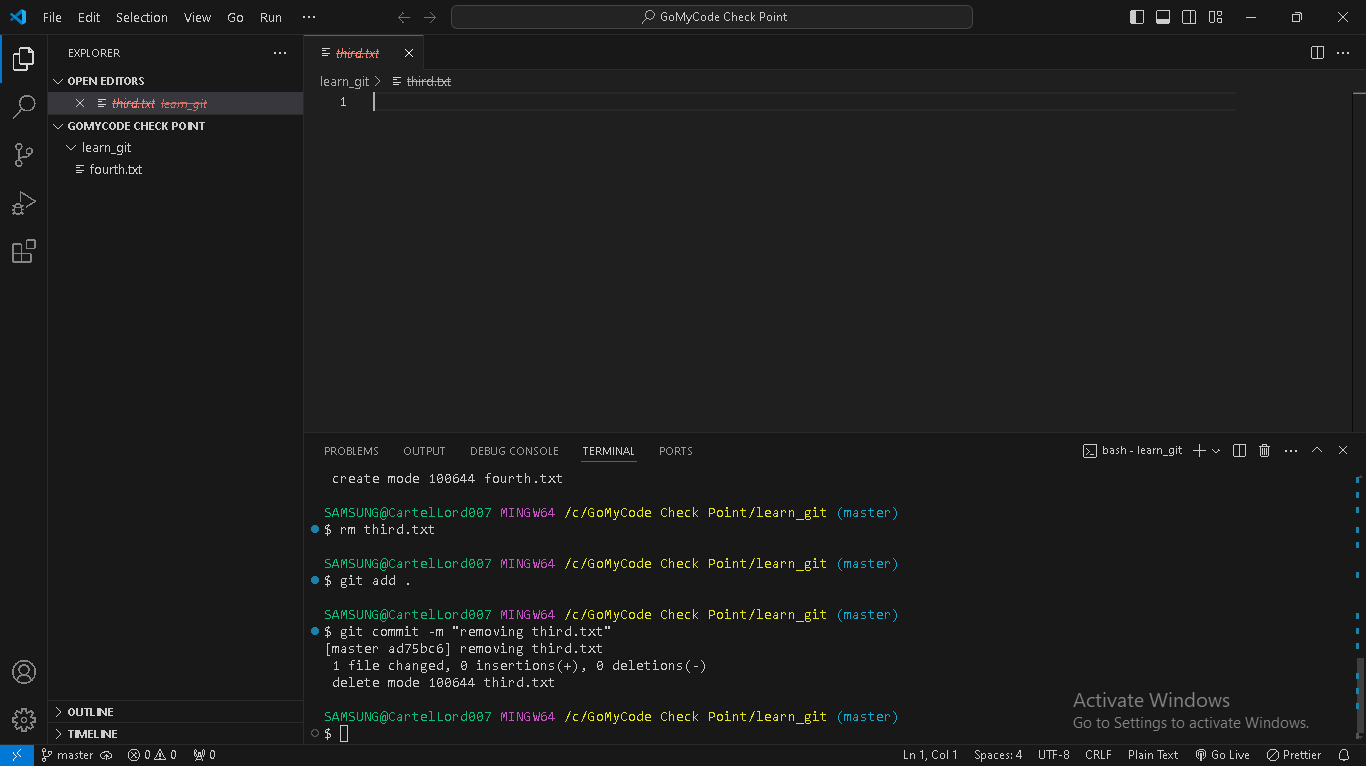 File Edit Selection View Go Run ···
GoMyCode Check Point
EXPLORER ···
OPEN EDITORS
third.txt learn_git
GOMYCODE CHECK POINT
learn_git
fourth.txt
OUTLINE
TIMELINE
third.txt
learn_git > third.txt
1
PROBLEMS OUTPUT DEBUG CONSOLE TERMINAL PORTS
bash - learn_git
create mode 100644 fourth.txt
SAMSUNG@CartelLord007 MINGW64 /c/GoMyCode Check Point/learn_git (master)
$ rm third.txt
SAMSUNG@CartelLord007 MINGW64 /c/GoMyCode Check Point/learn_git (master)
$ git add .
SAMSUNG@CartelLord007 MINGW64 /c/GoMyCode Check Point/learn_git (master)
$ git commit -m "removing third.txt"
[master ad75bc6] removing third.txt
1 file changed, 0 insertions(+), 0 deletions(-)
delete mode 100644 third.txt
SAMSUNG@CartelLord007 MINGW64 /c/GoMyCode Check Point/learn_git (master)
$
Activate Windows
Go to Settings to activate Windows.
master 0 0 0 Ln 1, Col 1 Spaces: 4 UTF-8 CRLF Plain Text Go Live Prettier